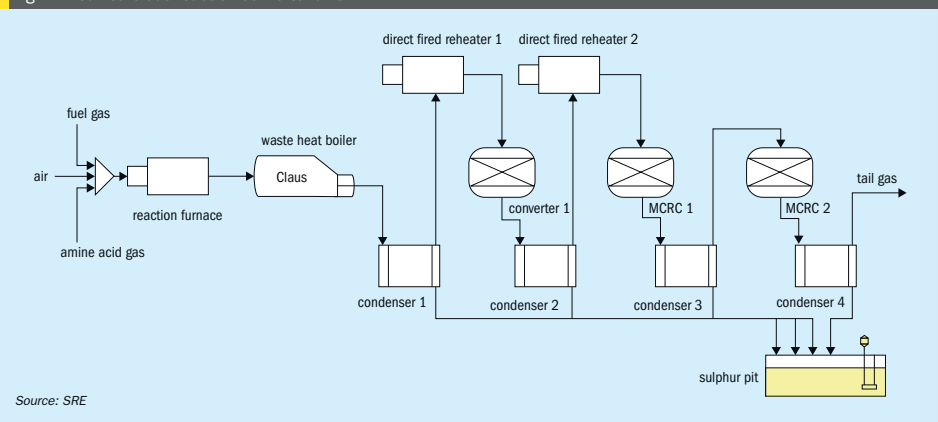 direct fired reheater 1
direct fired reheater 2
fuel gas
waste heat boiler
air
Claus
tail gas
reaction furnace
converter 1
MCRC 1
MCRC 2
amine acid gas
condenser 1
condenser 2
condenser 3
condenser 4
sulphur pit
Source: SRE